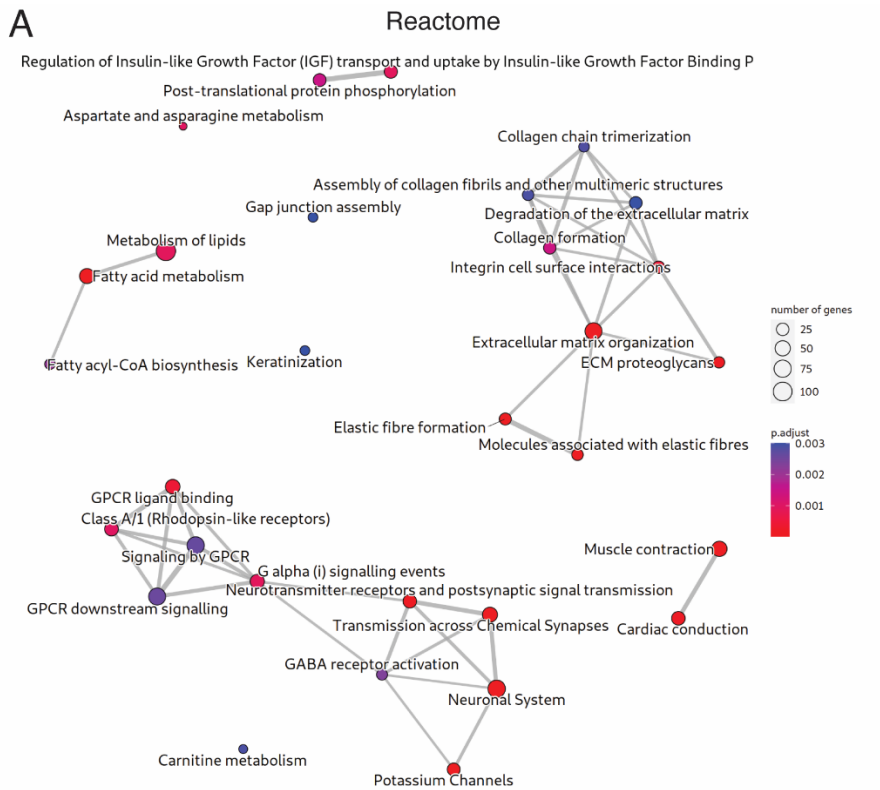 A
Reactome
Regulation of Insulin-like Growth Factor (IGF) transport and uptake by Insulin-like Growth Factor Binding P
Post-translational protein phosphorylation
Aspartate and asparagine metabolism
Collagen chain trimerization
Assembly of collagen fibrils and other multimeric structures
Gap junction assembly
Degradation of the extracellular matrix
Collagen formation
Metabolism of lipids
Integrin cell surface interactions
Fatty acid metabolism
number of genes
25
50
75
100
Extracellular matrix organization
Keratinization
ECM proteoglycans
Fatty acyl-CoA biosynthesis
Elastic fibre formation
Molecules associated with elastic fibres
p.adjust
0.003
0.002
0.001
GPCR ligand binding
Class A/1 (Rhodopsin-like receptors)
Signaling by GPCR
Muscle contraction
G alpha (i) signalling events
Neurotransmitter receptors and postsynaptic signal transmission
GPCR downstream signalling
Transmission across Chemical Synapses
Cardiac conduction
GABA receptor activation
Neuronal System
Carnitine metabolism
Potassium Channels